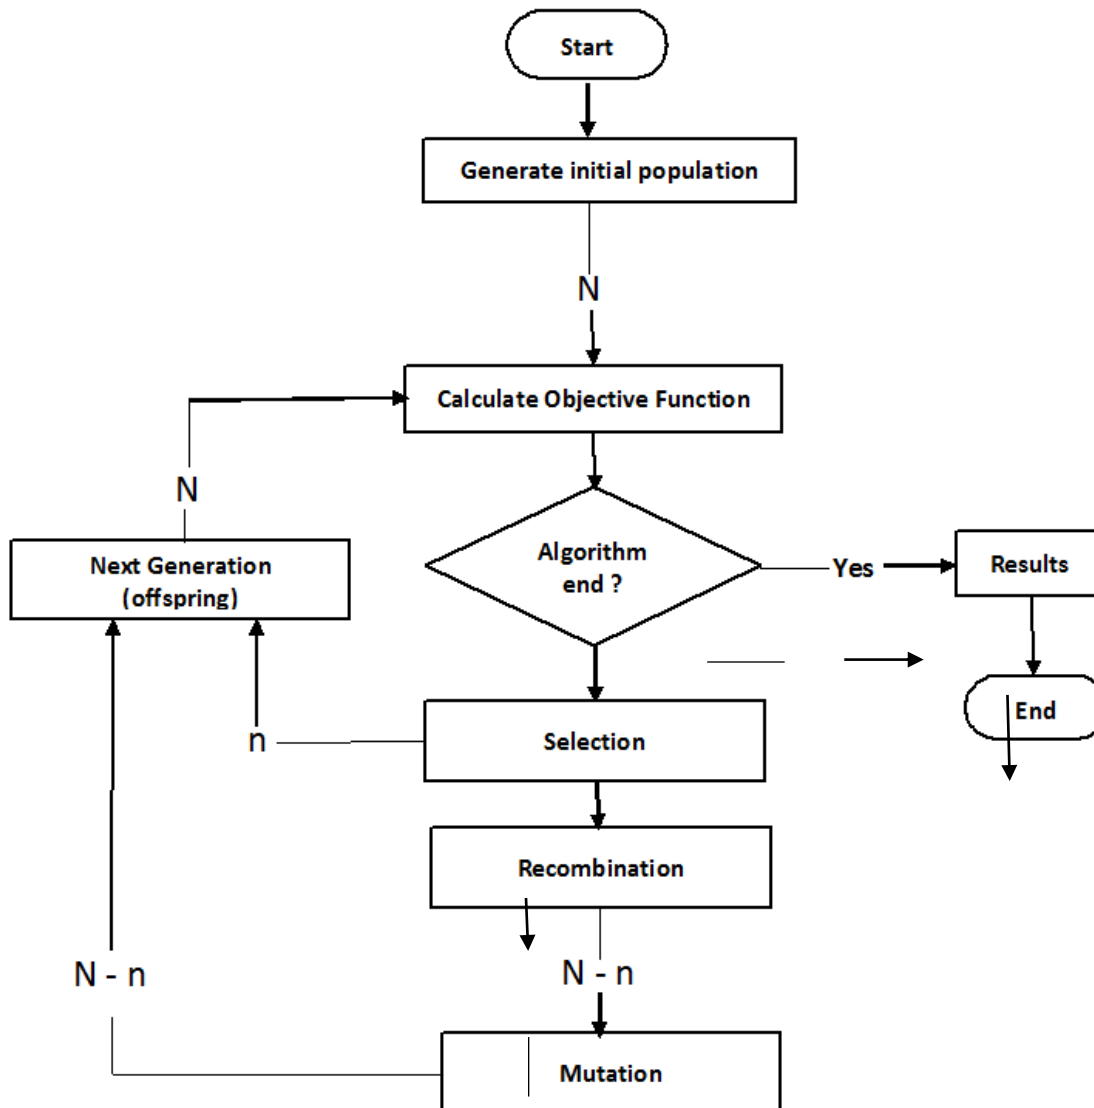 Start
Generate initial population
N
Calculate Objective Function
N
Next Generation
(offspring)
Algorithm
end ?
Yes
Results
End
n
Selection
Recombination
N - n
N - n
Mutation